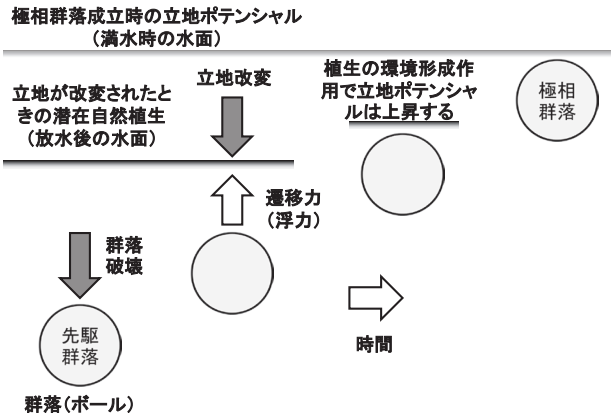 極相群落成立時の立地ポテンシャル
(満水時の水面)
立地が改変されたと
きの潜在自然植生
(放水後の水面)
立地改変
植生の環境形成作
用で立地ポテンシャ
ルは上昇する
極相
群落
遷移力
(浮力)
群落
破壊
先駆
群落
時間
群落(ボール)